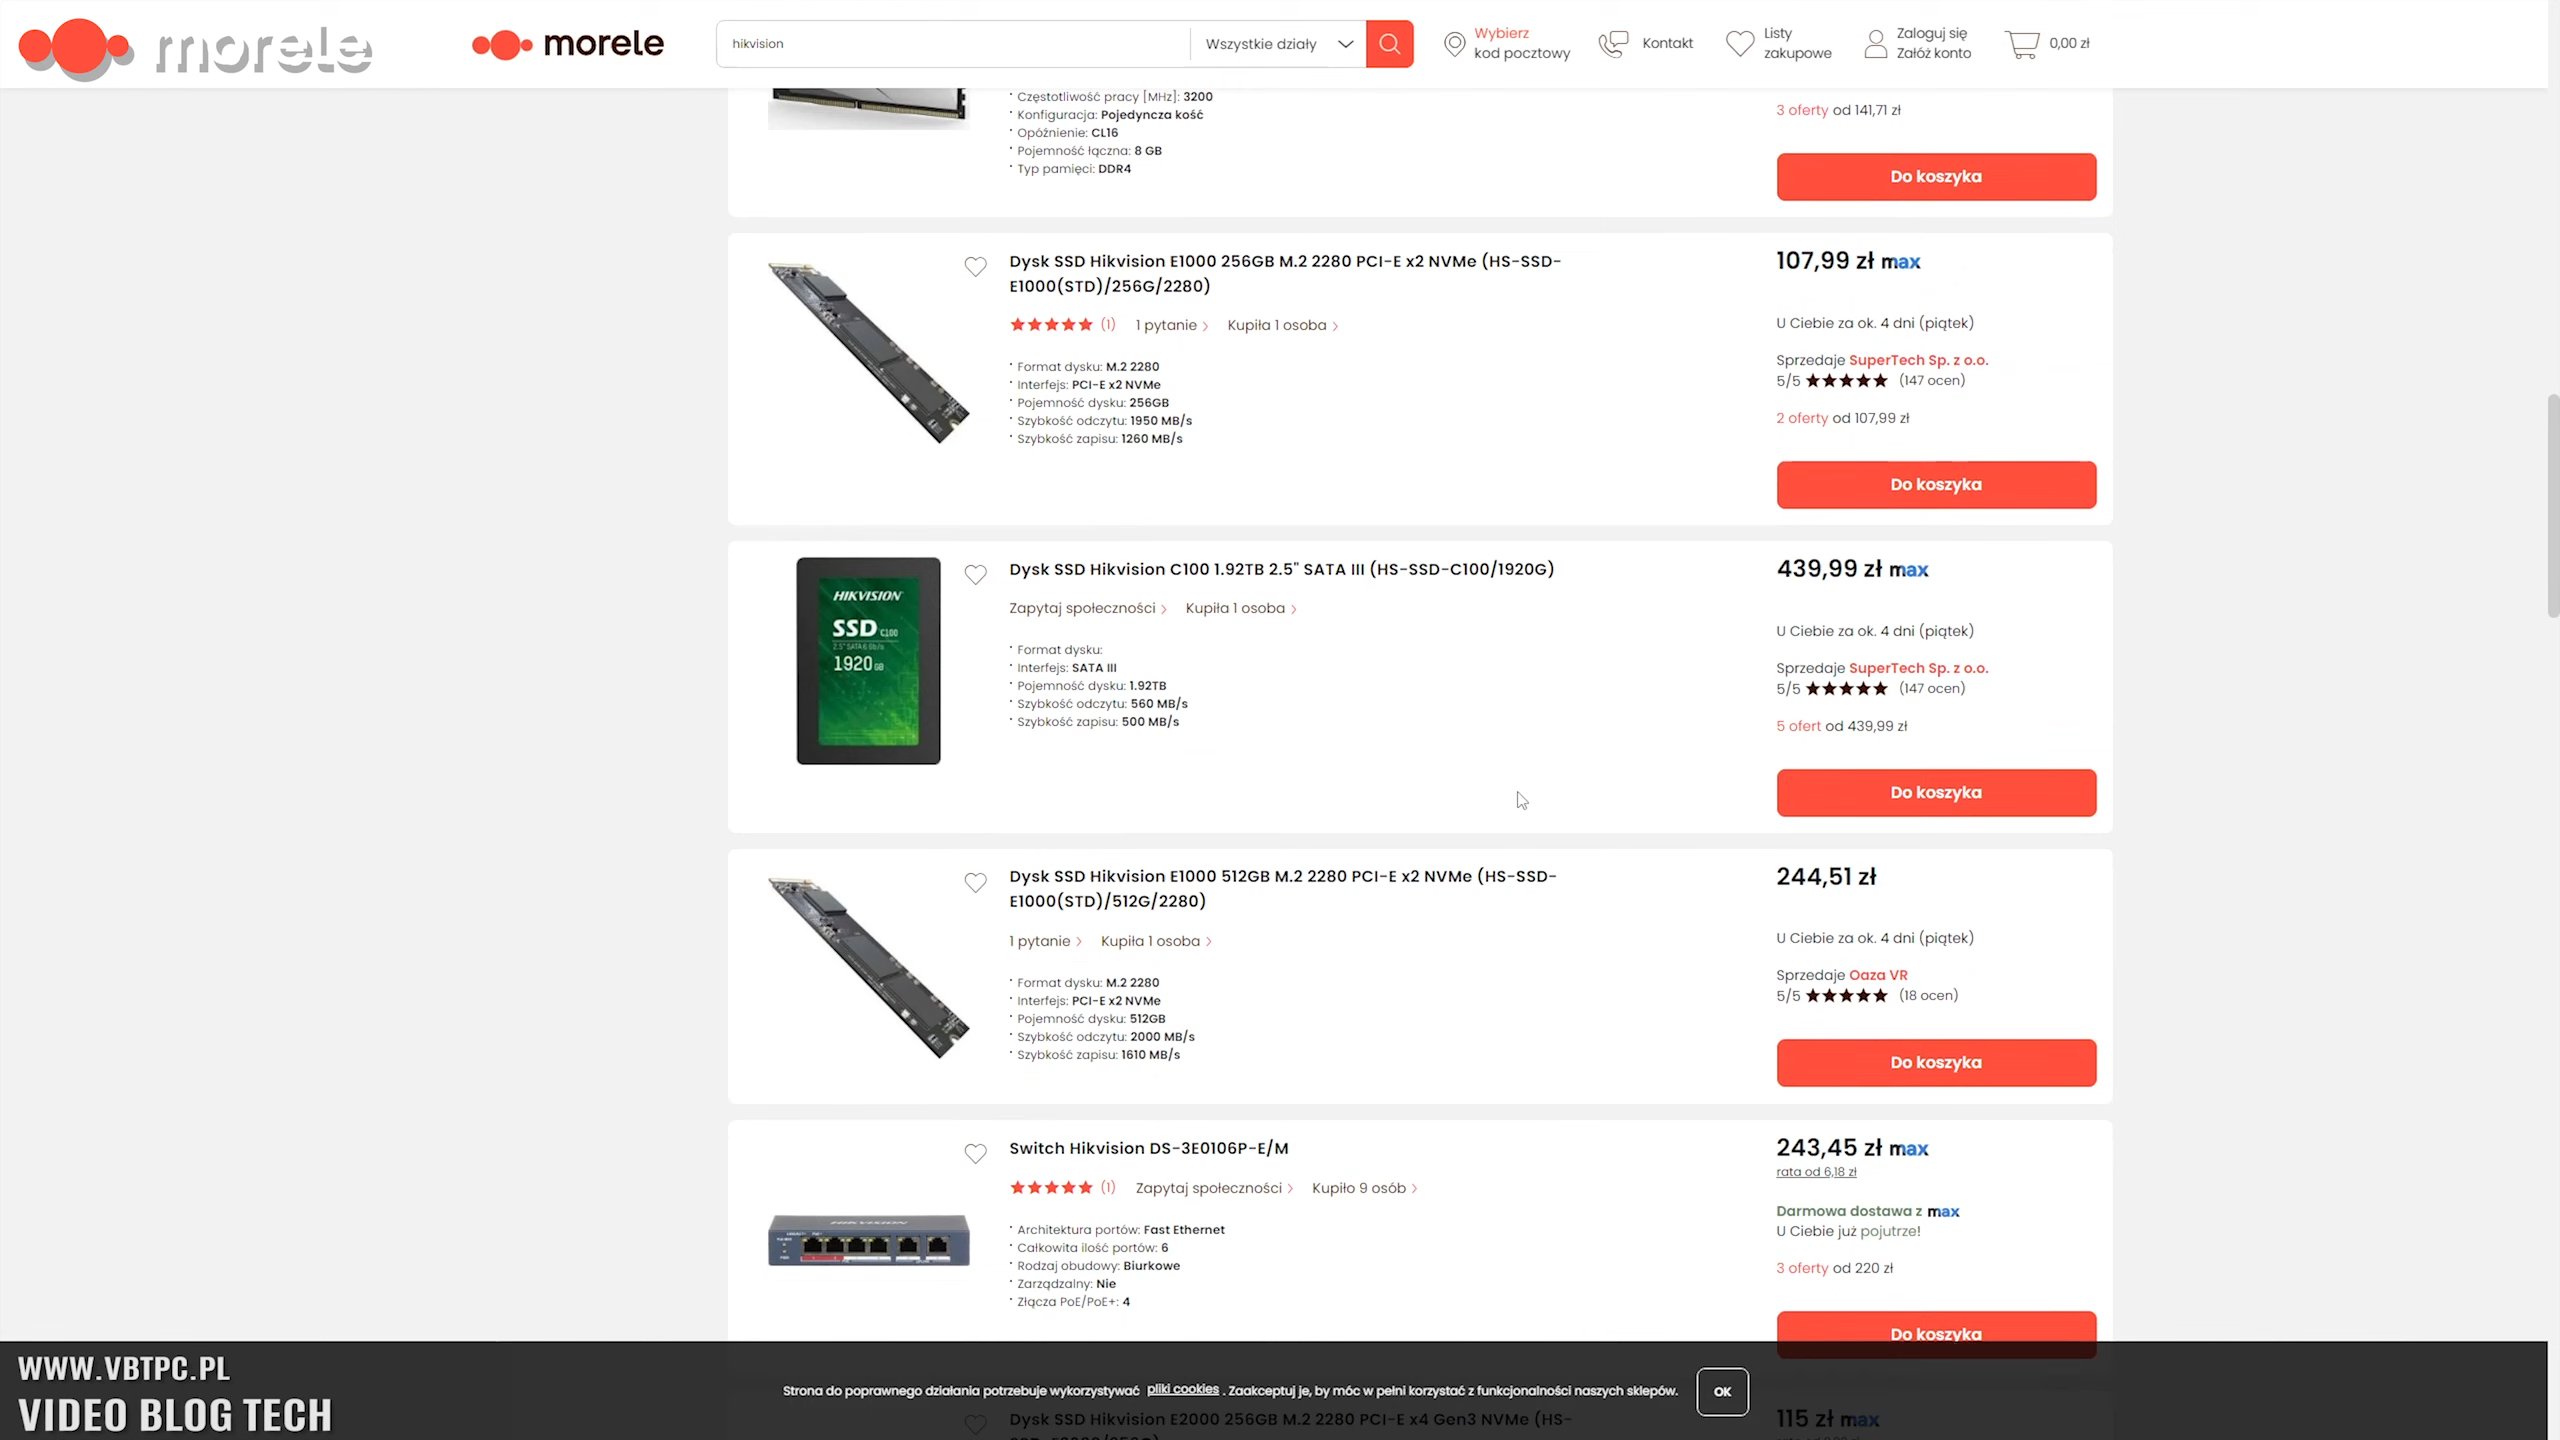 morele
morele
hikvision
Wszystkie działy
Wybierz
kod pocztowy
Kontakt
Listy
zakupowe
Zaloguj się
Załóż konto
0,00 zł
Częstotliwość pracy [MHz]: 3200
Konfiguracja: Pojedyncza kość
Opóźnienie: CL16
Pojemność łączna: 8 GB
Typ pamięci: DDR4
3 oferty od 141,71 zł
Do koszyka
Dysk SSD Hikvision E1000 256GB M.2 2280 PCI-E x2 NVMe (HS-SSD-
E1000(STD)/256G/2280)
(1) 1 pytanie Kupiła 1 osoba
Format dysku: M.2 2280
Interfejs: PCI-E x2 NVMe
Pojemność dysku: 256GB
Szybkość odczytu: 1950 MB/s
Szybkość zapisu: 1260 MB/s
107,99 zł max
U Ciebie za ok. 4 dni (piątek)
Sprzedaje SuperTech Sp. z o.o.
5/5 (147 ocen)
2 oferty od 107,99 zł
Do koszyka
HIKVISION
SSD C100
2.5" SATA 6 Gb/s
1920 GB
Dysk SSD Hikvision C100 1.92TB 2.5" SATA III (HS-SSD-C100/1920G)
Zapytaj społeczności Kupiła 1 osoba
Format dysku:
Interfejs: SATA III
Pojemność dysku: 1.92TB
Szybkość odczytu: 560 MB/s
Szybkość zapisu: 500 MB/s
439,99 zł max
U Ciebie za ok. 4 dni (piątek)
Sprzedaje SuperTech Sp. z o.o.
5/5 (147 ocen)
5 ofert od 439,99 zł
Do koszyka
Dysk SSD Hikvision E1000 512GB M.2 2280 PCI-E x2 NVMe (HS-SSD-
E1000(STD)/512G/2280)
1 pytanie Kupiła 1 osoba
Format dysku: M.2 2280
Interfejs: PCI-E x2 NVMe
Pojemność dysku: 512GB
Szybkość odczytu: 2000 MB/s
Szybkość zapisu: 1610 MB/s
244,51 zł
U Ciebie za ok. 4 dni (piątek)
Sprzedaje Oaza VR
5/5 (18 ocen)
Do koszyka
HIKVISION
Switch Hikvision DS-3E0106P-E/M
(1) Zapytaj społeczności Kupiło 9 osób
Architektura portów: Fast Ethernet
Całkowita ilość portów: 6
Rodzaj obudowy: Biurkowe
Zarządzalny: Nie
Złącza PoE/PoE+: 4
243,45 zł max
rata od 6,18 zł
Darmowa dostawa z max
U Ciebie już pojutrze!
3 oferty od 220 zł
Do koszyka
WWW.VBTPC.PL
VIDEO BLOG TECH
Strona do poprawnego działania potrzebuje wykorzystywać pliki cookies . Zaakceptuj je, by móc w pełni korzystać z funkcjonalności naszych sklepów.
OK
Dysk SSD Hikvision E2000 256GB M.2 2280 PCI-E x4 Gen3 NVMe (HS-
115 zł max